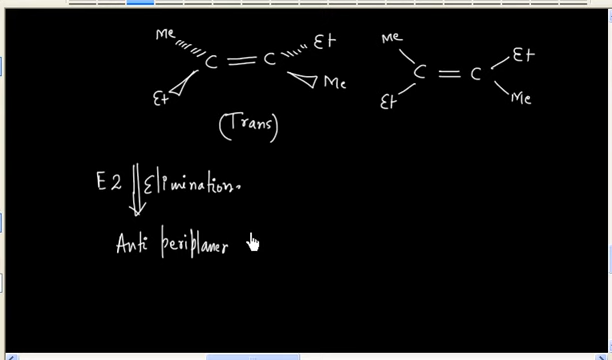 Me Et Me Et
C = C C = C
Et Me Et Me
(Trans)
E2 Elimination.
Anti periplaner